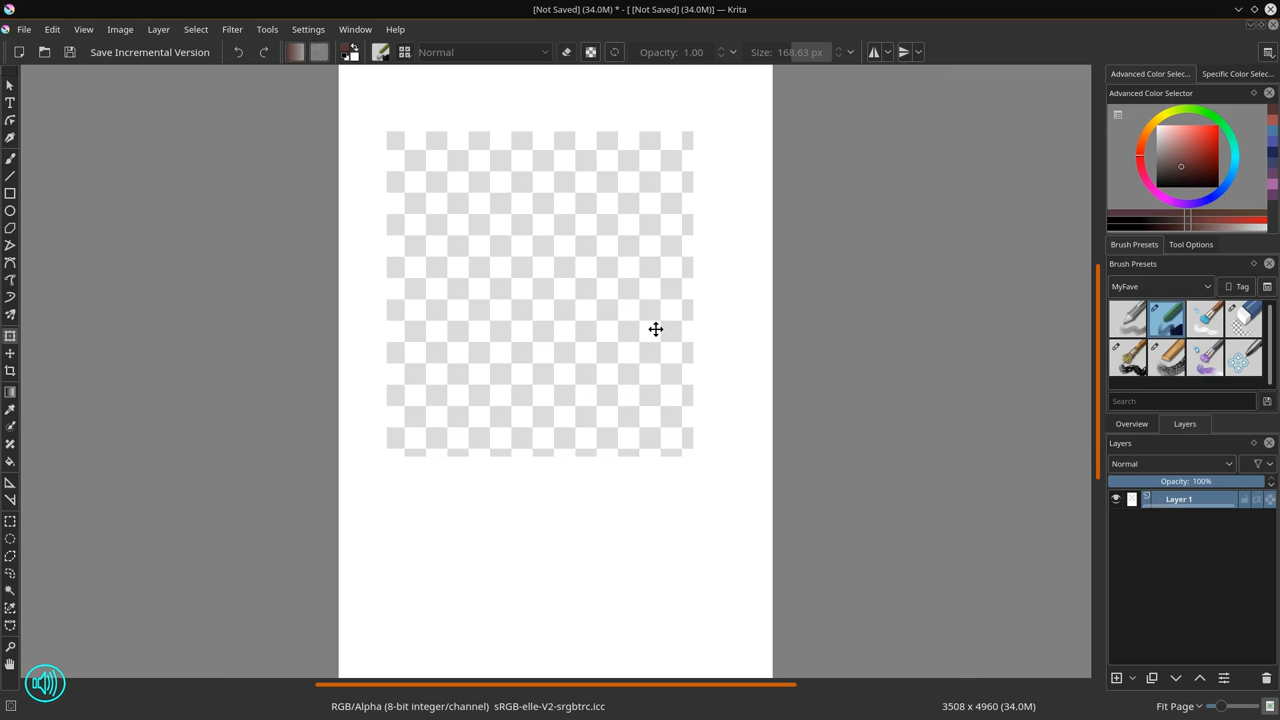 [Not Saved] (34.0M) * - [ [Not Saved] (34.0M)] — Krita
File Edit View Image Layer Select Filter Tools Settings Window Help
Save Incremental Version Normal Opacity: 1.00 Size: 168.63 px
Advanced Color Selec... Specific Color Selec...
Advanced Color Selector
Brush Presets Tool Options
Brush Presets
MyFave Tag
Search
Overview Layers
Layers
Normal
Opacity: 100%
Layer 1
RGB/Alpha (8-bit integer/channel) sRGB-elle-V2-srgbtrc.icc 3508 x 4960 (34.0M) Fit Page